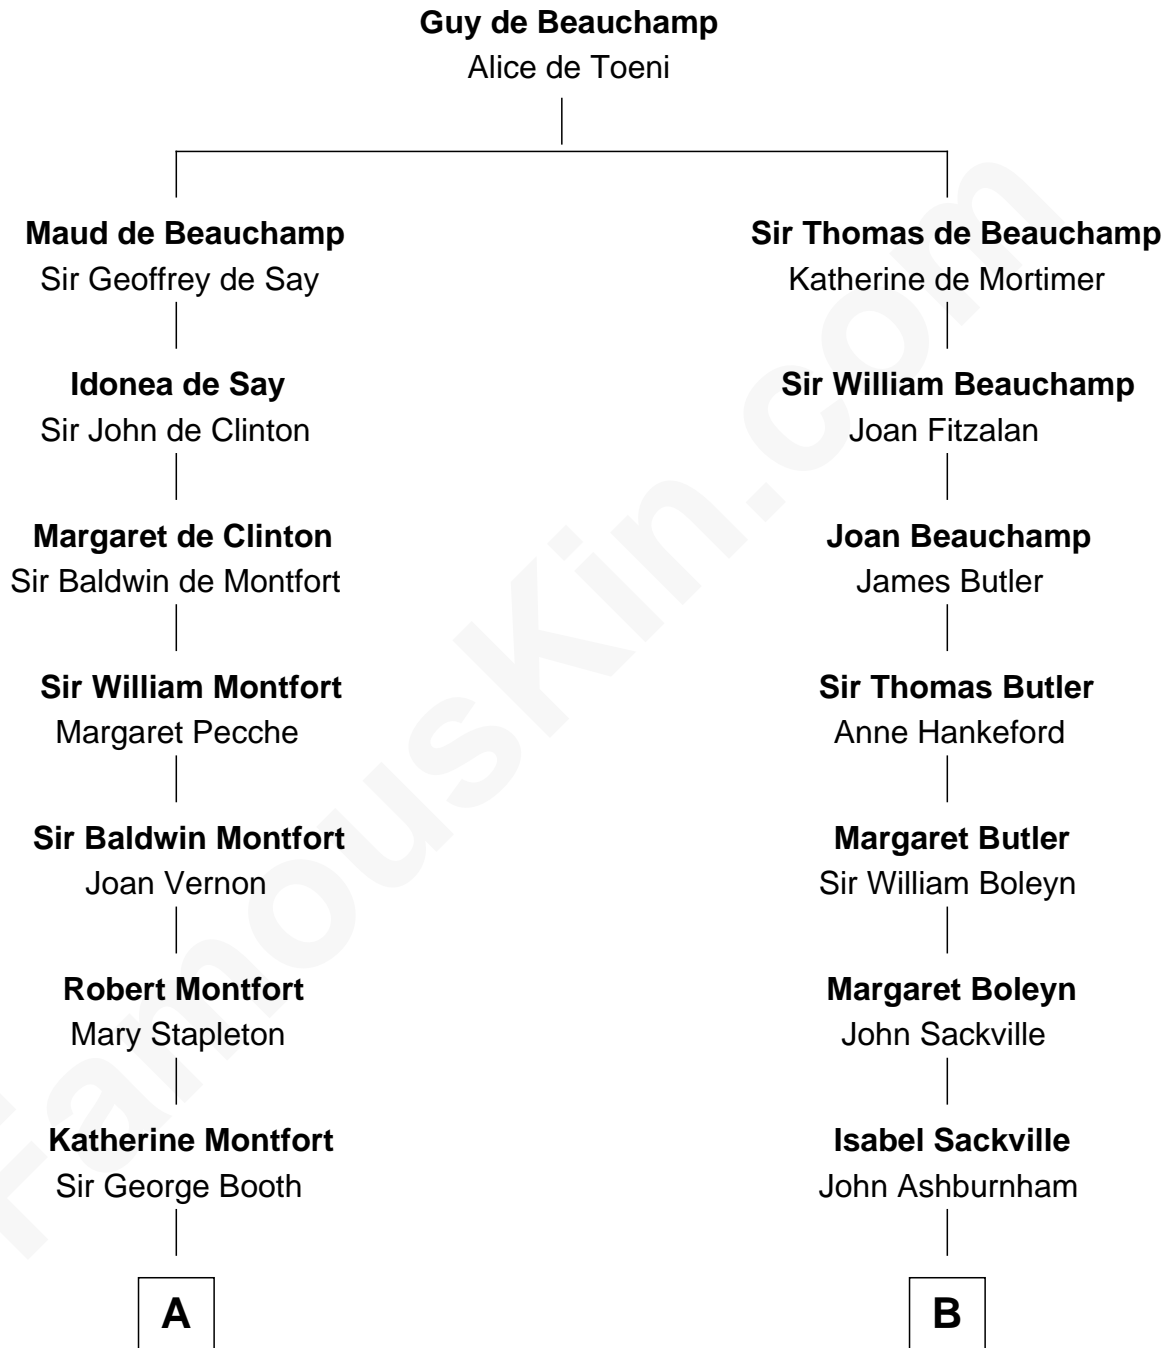 Guy de Beauchamp
Alice de Toeni
Maud de Beauchamp
Sir Geoffrey de Say
Sir Thomas de Beauchamp
Katherine de Mortimer
Idonea de Say
Sir John de Clinton
Sir William Beauchamp
Joan Fitzalan
Margaret de Clinton
Sir Baldwin de Montfort
Joan Beauchamp
James Butler
Sir William Montfort
Margaret Pecche
Sir Thomas Butler
Anne Hankeford
Sir Baldwin Montfort
Joan Vernon
Margaret Butler
Sir William Boleyn
Robert Montfort
Mary Stapleton
Margaret Boleyn
John Sackville
Katherine Montfort
Sir George Booth
Isabel Sackville
John Ashburnham
A
B
FamousKin.com